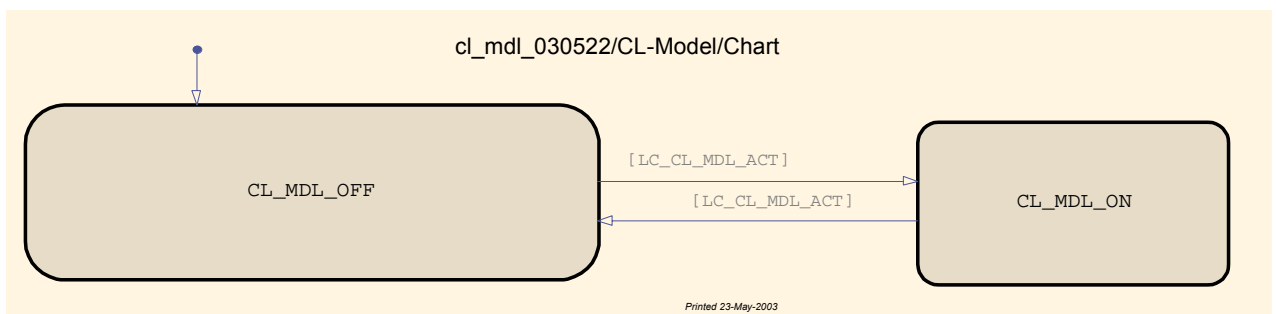 cl_mdl_030522/CL-Model/Chart
[LC_CL_MDL_ACT]
CL_MDL_OFF
[LC_CL_MDL_ACT]
CL_MDL_ON
Printed 23-May-2003